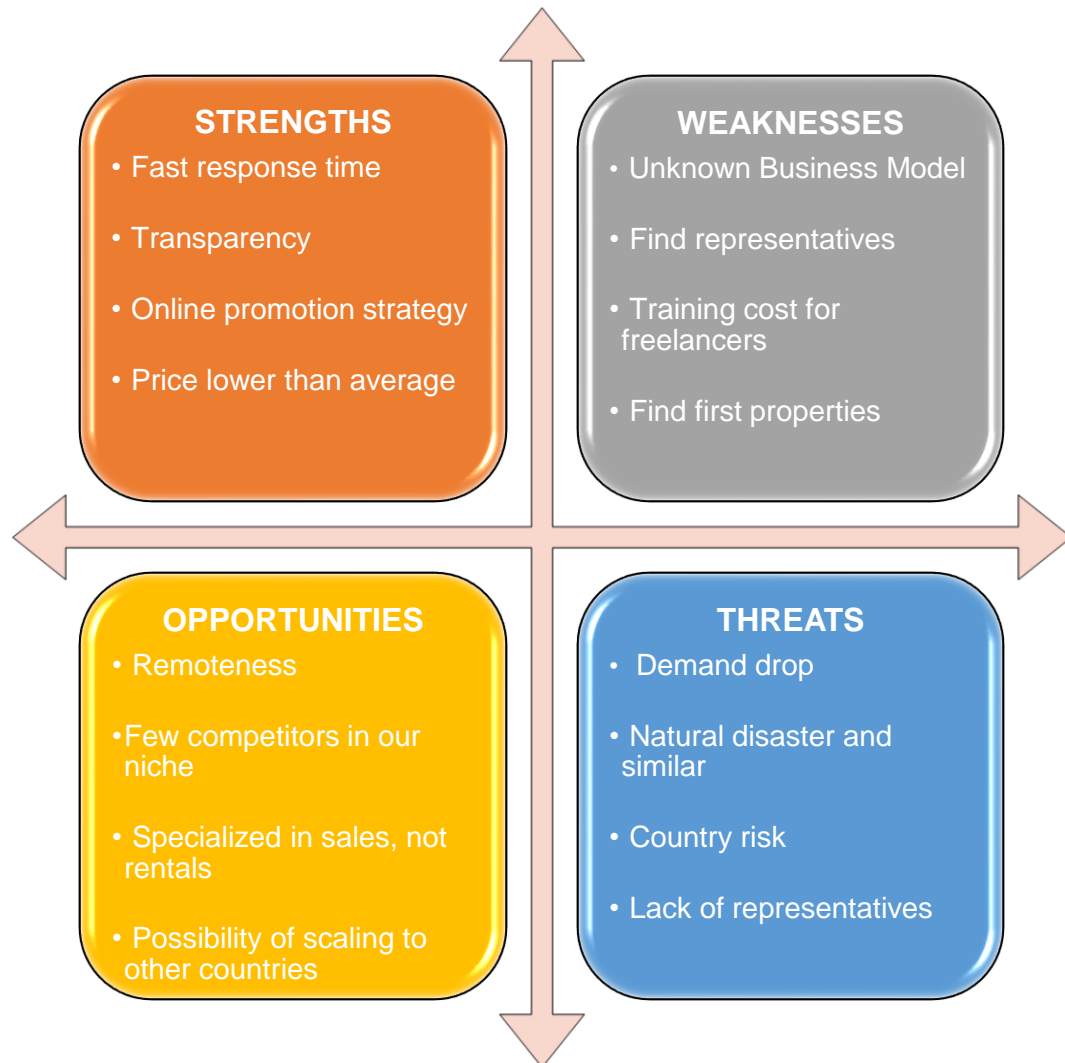 STRENGTHS
• Fast response time
• Transparency
• Online promotion strategy
• Price lower than average
WEAKNESSES
• Unknown Business Model
• Find representatives
• Training cost for
freelancers
• Find first properties
OPPORTUNITIES
• Remoteness
•Few competitors in our
niche
• Specialized in sales, not
rentals
• Possibility of scaling to
other countries
THREATS
• Demand drop
• Natural disaster and
similar
• Country risk
• Lack of representatives